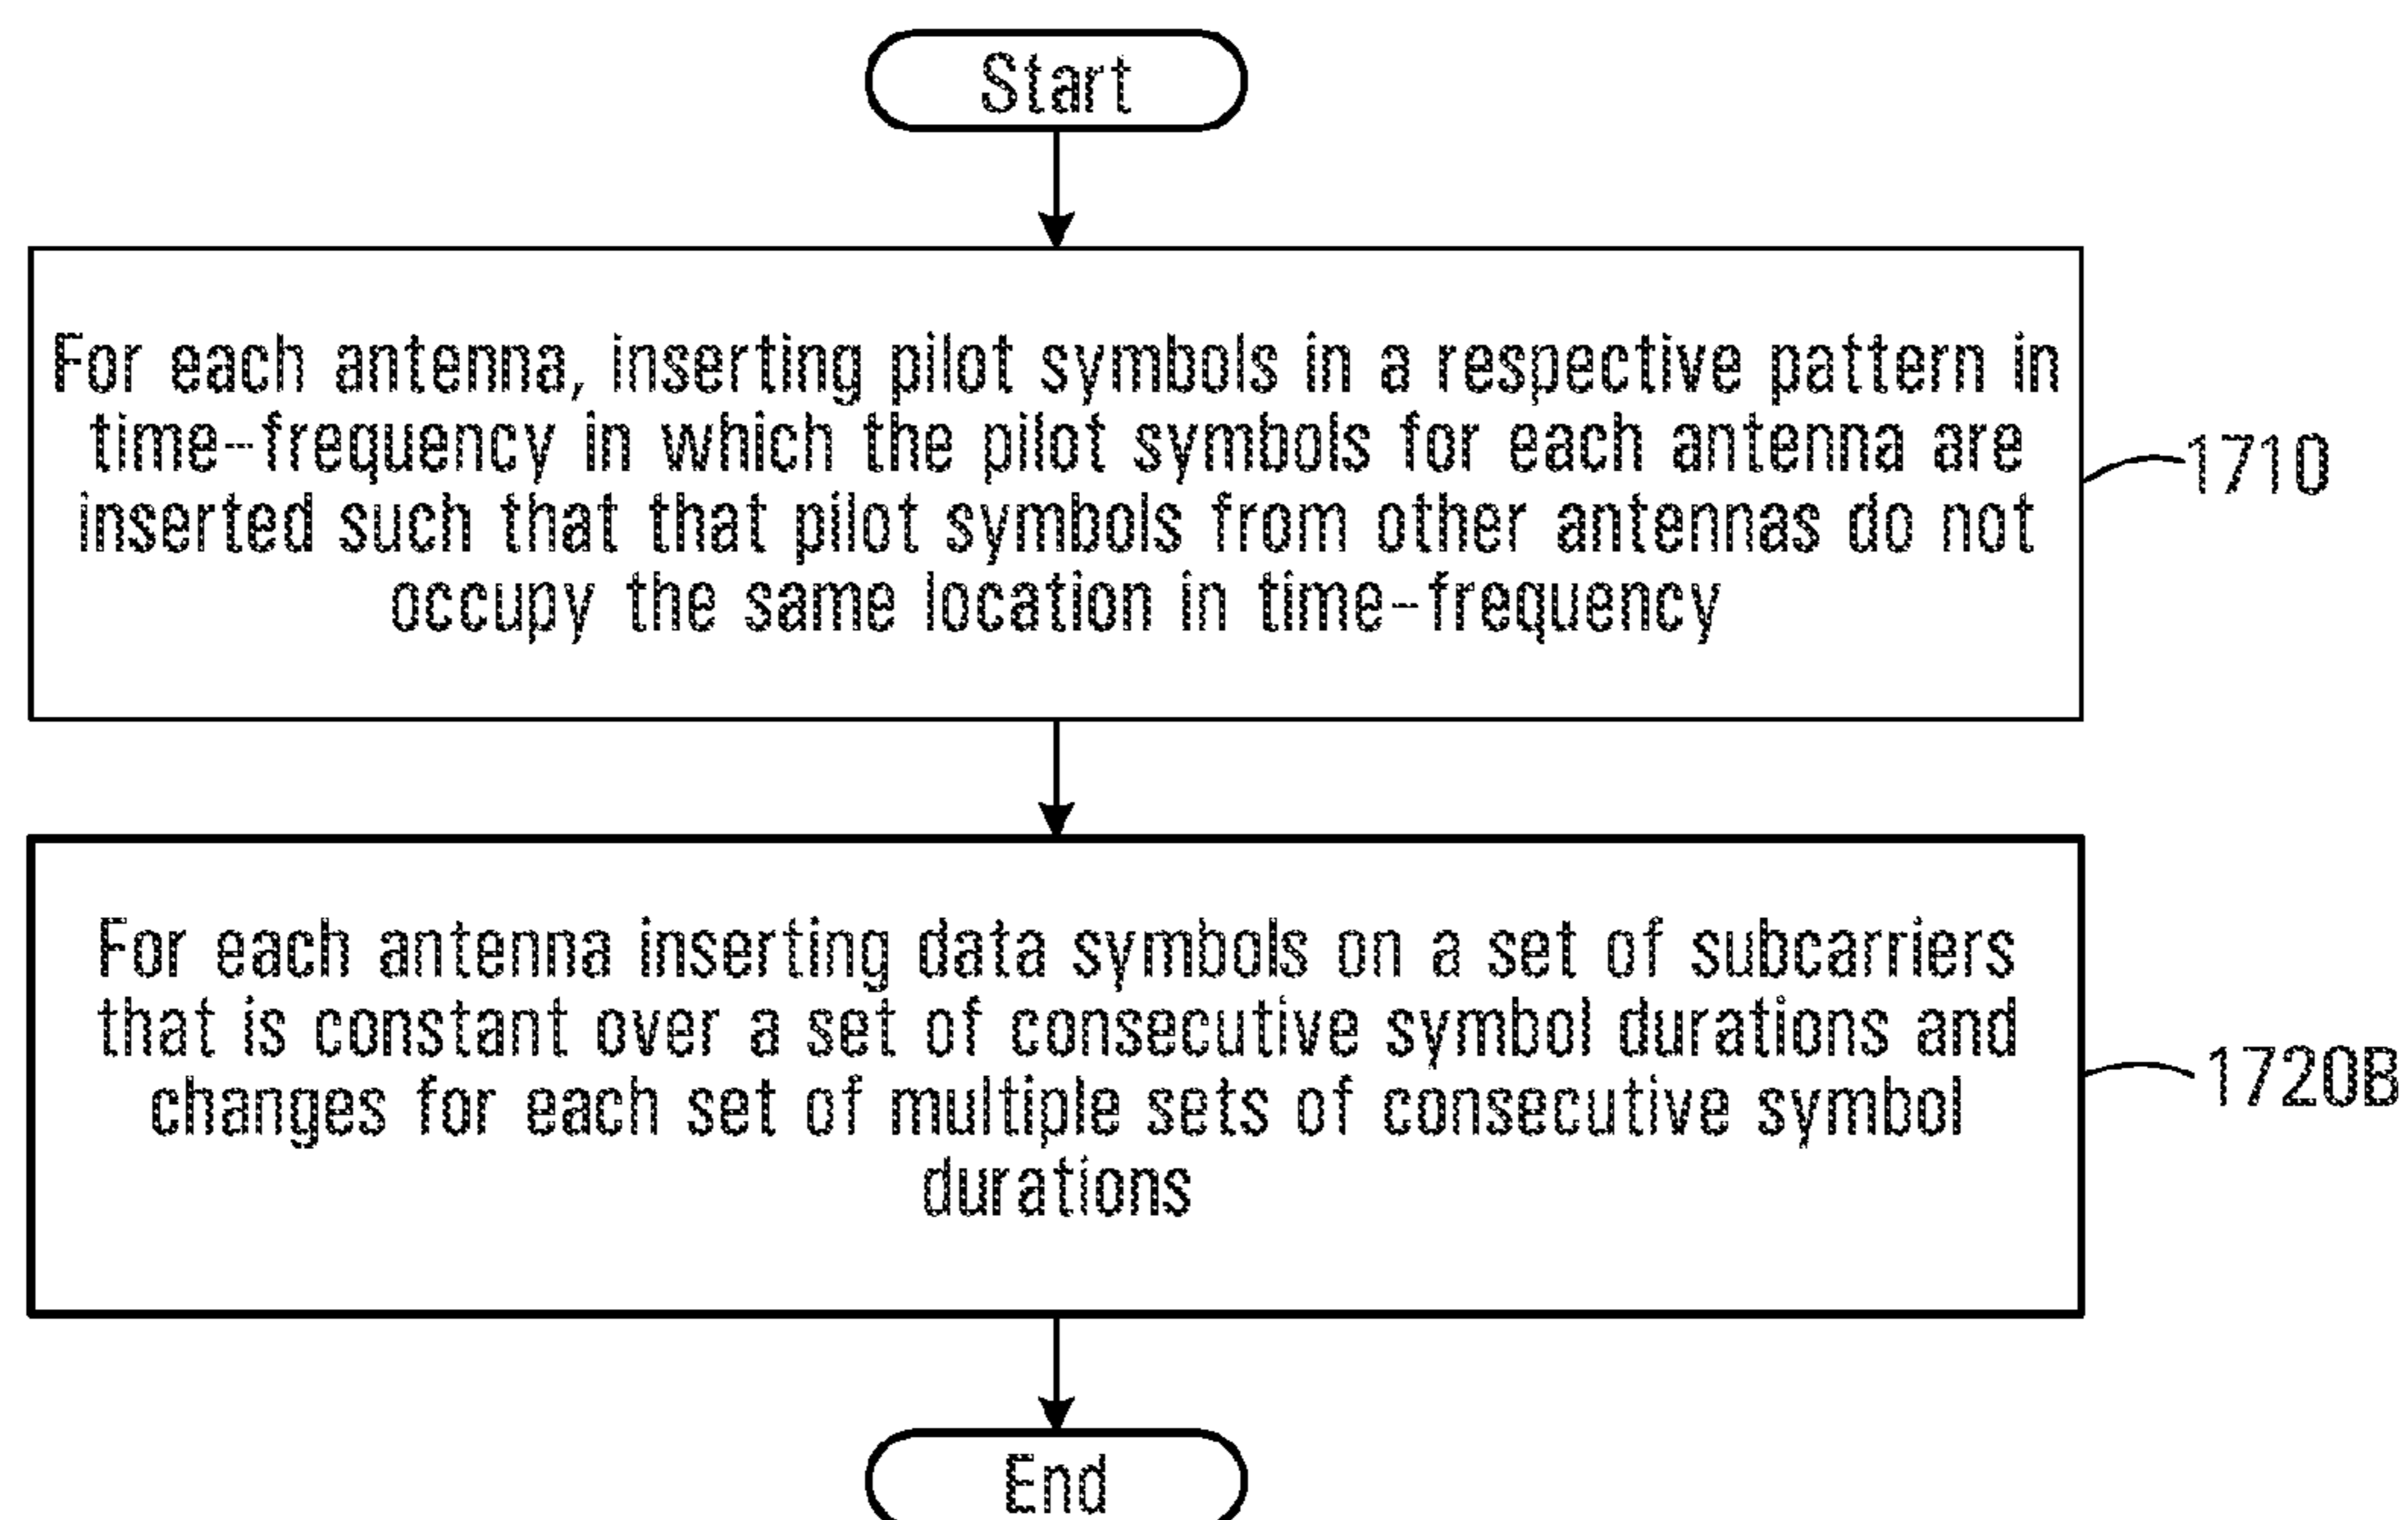 Start
For each antenna, inserting pilot symbols in a respective pattern in
time-frequency in which the pilot symbols for each antenna are
inserted such that that pilot symbols from other antennas do not
occupy the same location in time-frequency
1710
For each antenna inserting data symbols on a set of subcarriers
that is constant over a set of consecutive symbol durations and
changes for each set of multiple sets of consecutive symbol
durations
1720B
End